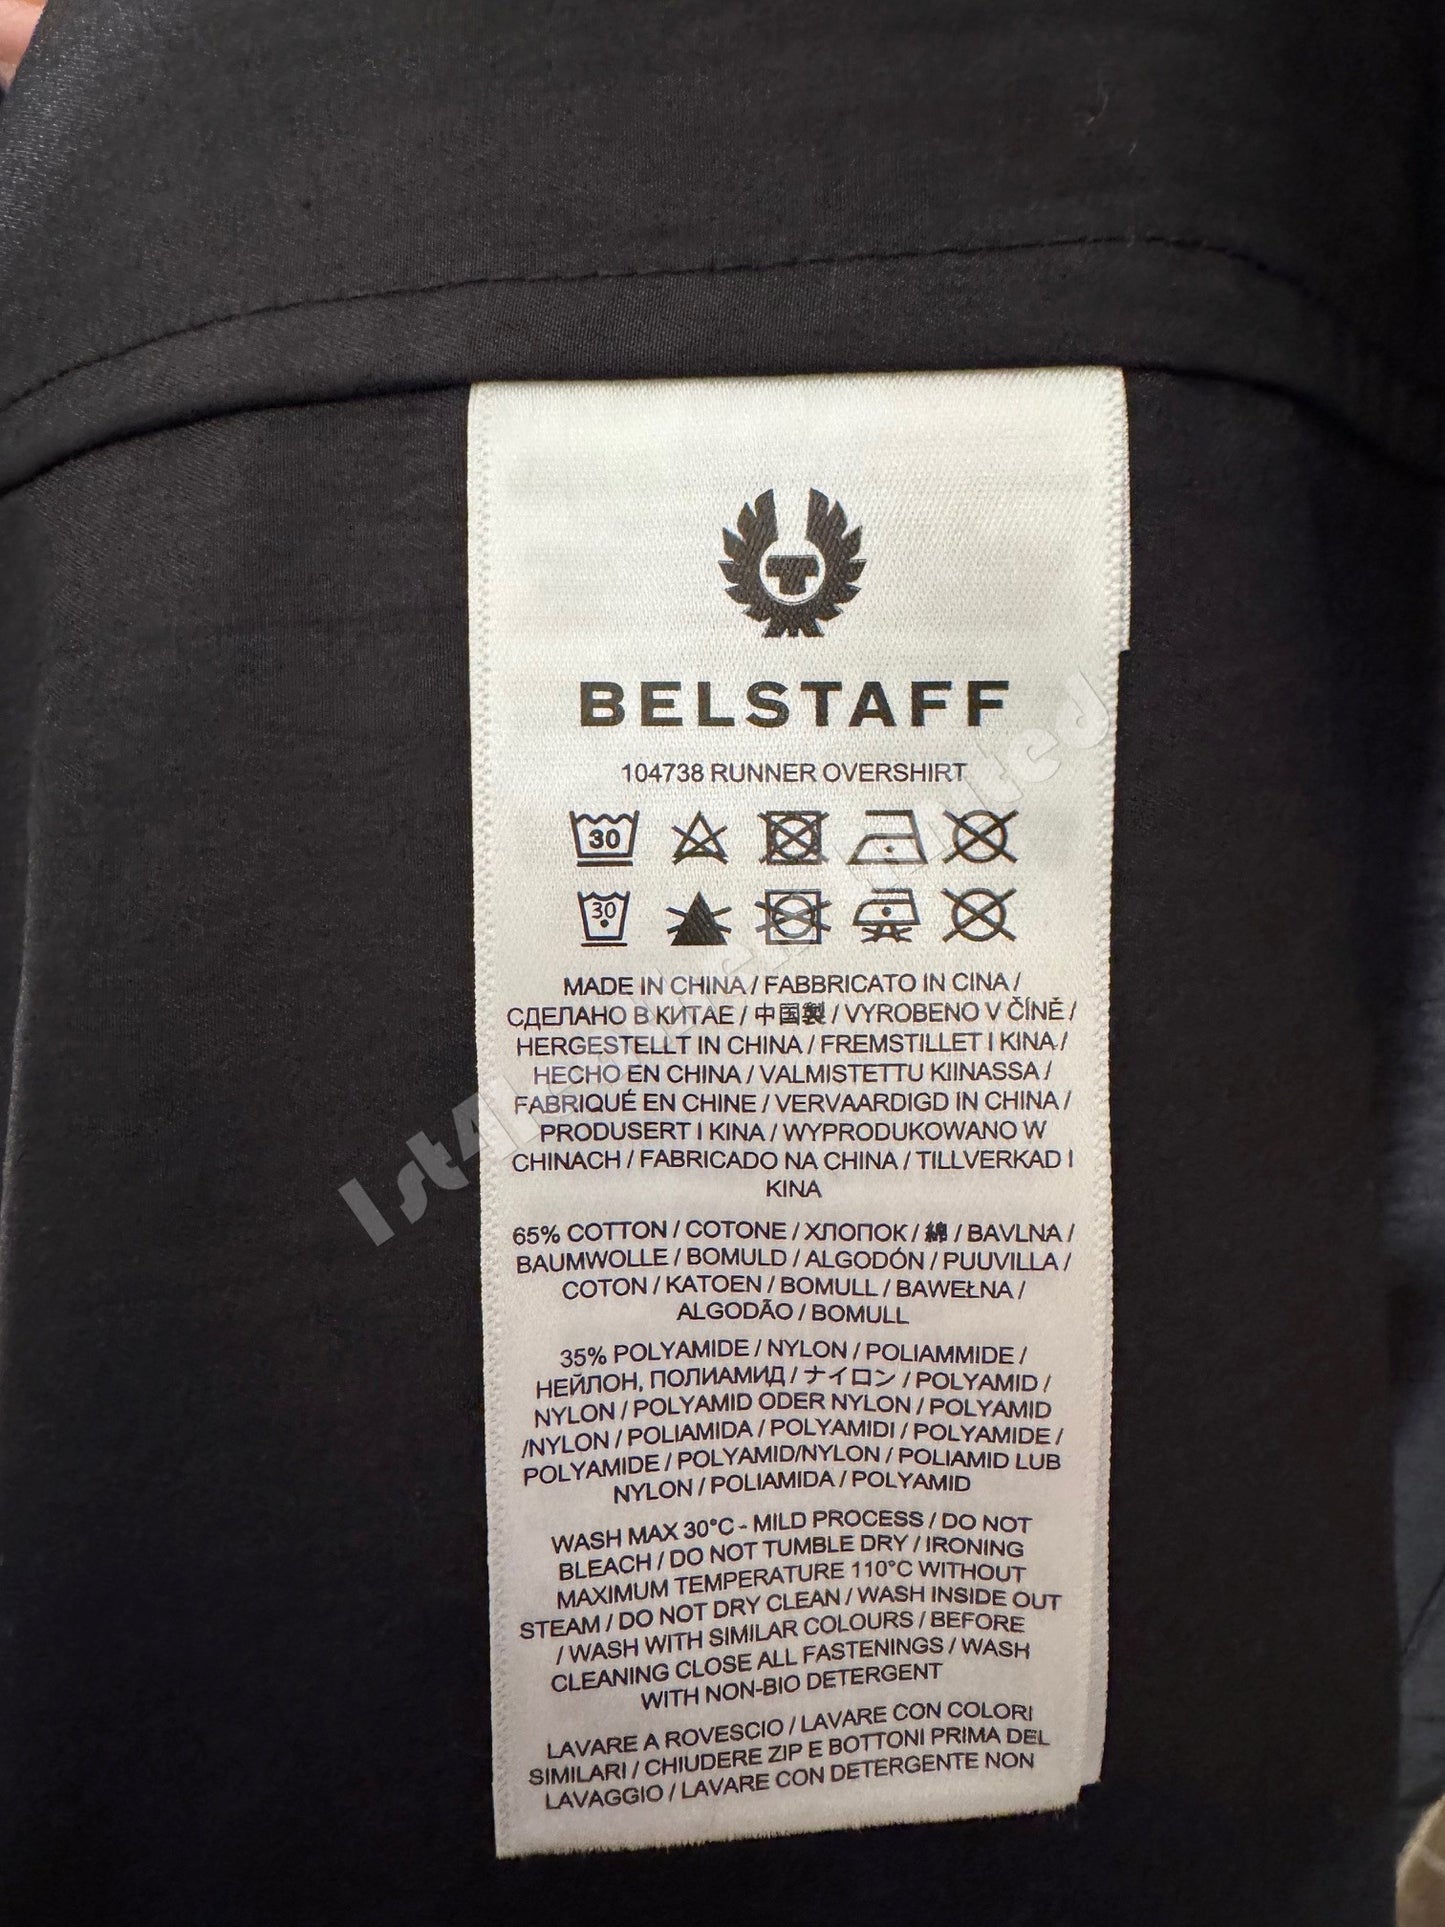 BELSTAFF
104738 RUNNER OVERSHIRT
30
30
MADE IN CHINA / FABBRICATO IN CINA /
СДЕЛАНО В КИТАЕ / 中国製 / VYROBENO V ČÍNĚ /
HERGESTELLT IN CHINA / FREMSTILLET I KINA /
HECHO EN CHINA / VALMISTETTU KIINASSA /
FABRIQUÉ EN CHINE / VERVAARDIGD IN CHINA /
PRODUSERT I KINA / WYPRODUKOWANO W
CHINACH / FABRICADO NA CHINA / TILLVERKAD I
KINA
65% COTTON / COTONE / ХЛОПОК / 綿 / BAVLNA /
BAUMWOLLE / BOMULD / ALGODÓN / PUUVILLA /
COTON / KATOEN / BOMULL / BAWEŁNA /
ALGODÃO / BOMULL
35% POLYAMIDE / NYLON / POLIAMMIDE /
НЕЙЛОН, ПОЛИАМИД / ナイロン / POLYAMID /
NYLON / POLYAMID ODER NYLON / POLYAMID
/NYLON / POLIAMIDA / POLYAMIDI / POLYAMIDE /
POLYAMIDE / POLYAMID/NYLON / POLIAMID LUB
NYLON / POLIAMIDA / POLYAMID
WASH MAX 30°C - MILD PROCESS / DO NOT
BLEACH / DO NOT TUMBLE DRY / IRONING
MAXIMUM TEMPERATURE 110°C WITHOUT
STEAM / DO NOT DRY CLEAN / WASH INSIDE OUT
/ WASH WITH SIMILAR COLOURS / BEFORE
CLEANING CLOSE ALL FASTENINGS / WASH
WITH NON-BIO DETERGENT
LAVARE A ROVESCIO / LAVARE CON COLORI
SIMILARI / CHIUDERE ZIP E BOTTONI PRIMA DEL
LAVAGGIO / LAVARE CON DETERGENTE NON